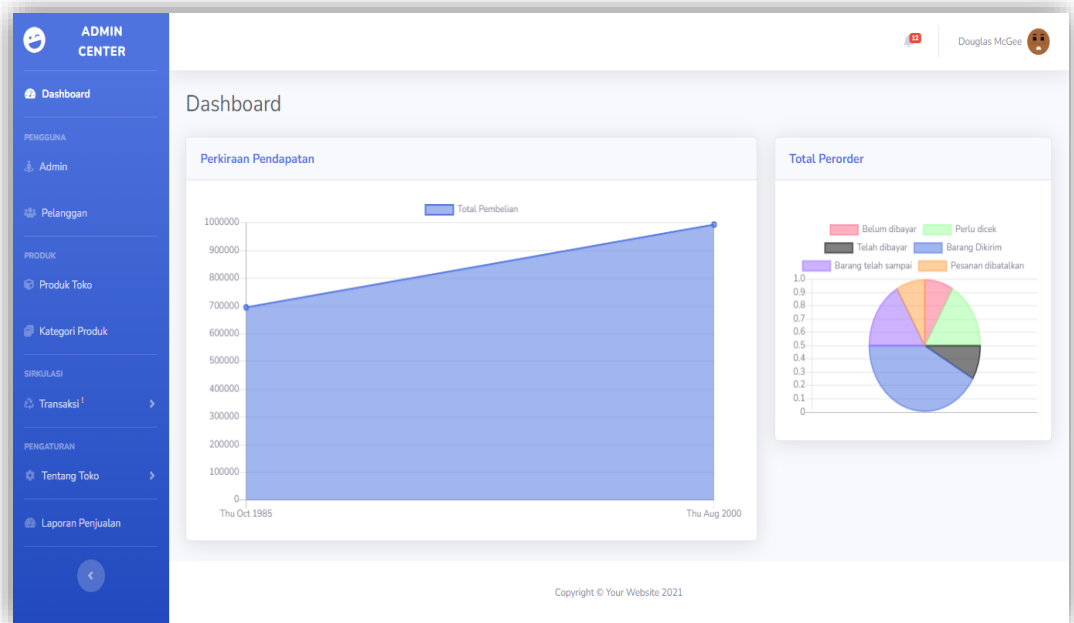 ADMIN
CENTER
12
Douglas McGee
Dashboard
PENGGUNA
Admin
Pelanggan
PRODUK
Produk Toko
Kategori Produk
SIRKULASI
Transaksi!
PENGATURAN
Tentang Toko
Laporan Penjualan
Dashboard
Perkiraan Pendapatan
Total Pembelian
1000000
900000
800000
700000
600000
500000
400000
300000
200000
100000
0
Thu Oct 1985 Thu Aug 2000
Total Perorder
Belum dibayar Perlu dicek
Telah dibayar Barang Dikirim
Barang telah sampai Pesanan dibatalkan
1.0
0.9
0.8
0.7
0.6
0.5
0.4
0.3
0.2
0.1
0
Copyright © Your Website 2021